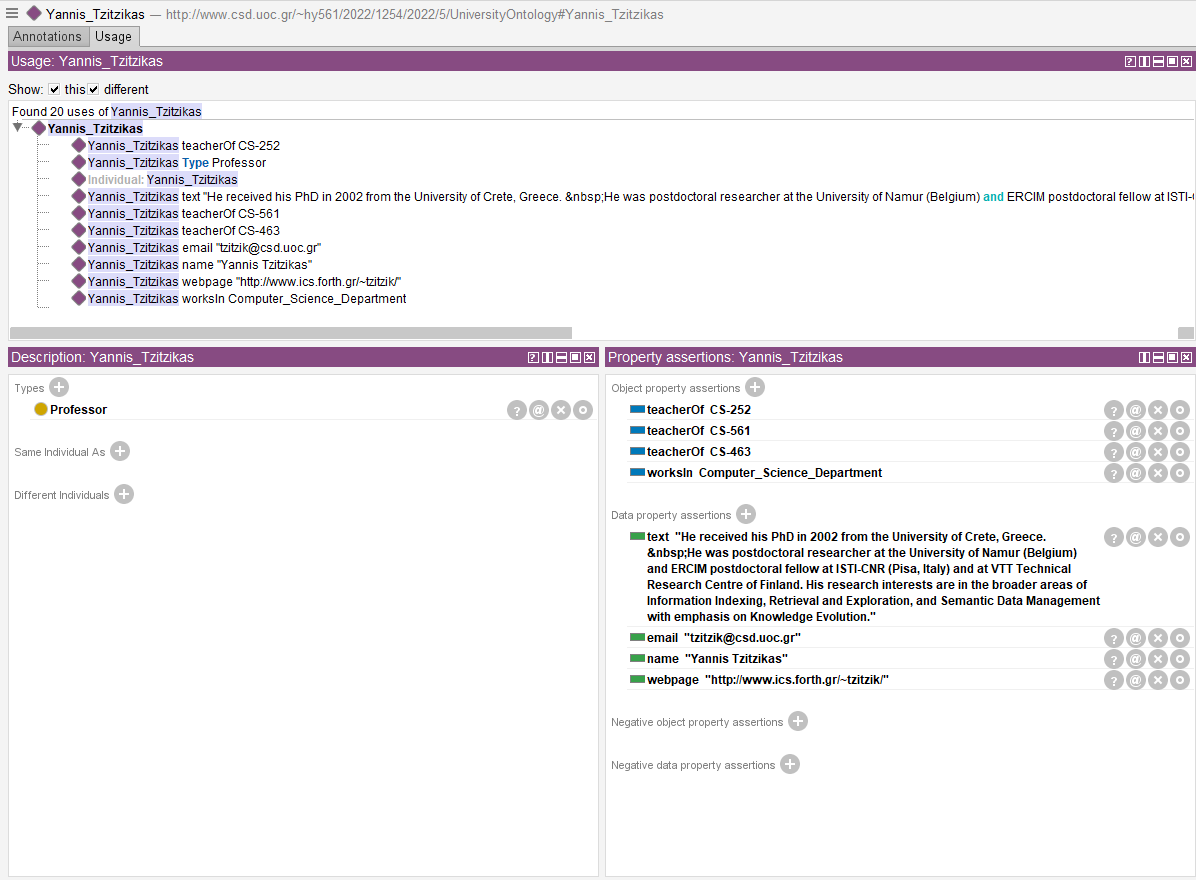 Yannis_Tzitzikas — http://www.csd.uoc.gr/~hy561/2022/1254/2022/5/UniversityOntology#Yannis_Tzitzikas
Annotations Usage
Usage: Yannis_Tzitzikas
Show: this different
Found 20 uses of Yannis_Tzitzikas
Yannis_Tzitzikas
Yannis_Tzitzikas teacherOf CS-252
Yannis_Tzitzikas Type Professor
Individual: Yannis_Tzitzikas
Yannis_Tzitzikas text "He received his PhD in 2002 from the University of Crete, Greece. &nbsp;He was postdoctoral researcher at the University of Namur (Belgium) and ERCIM postdoctoral fellow at ISTI-
Yannis_Tzitzikas teacherOf CS-561
Yannis_Tzitzikas teacherOf CS-463
Yannis_Tzitzikas email "tzitzik@csd.uoc.gr"
Yannis_Tzitzikas name "Yannis Tzitzikas"
Yannis_Tzitzikas webpage "http://www.ics.forth.gr/~tzitzik/"
Yannis_Tzitzikas worksIn Computer_Science_Department
Description: Yannis_Tzitzikas
Types
Professor
Same Individual As
Different Individuals
Property assertions: Yannis_Tzitzikas
Object property assertions
teacherOf CS-252
teacherOf CS-561
teacherOf CS-463
worksIn Computer_Science_Department
Data property assertions
text "He received his PhD in 2002 from the University of Crete, Greece.
&nbsp;He was postdoctoral researcher at the University of Namur (Belgium)
and ERCIM postdoctoral fellow at ISTI-CNR (Pisa, Italy) and at VTT Technical
Research Centre of Finland. His research interests are in the broader areas of
Information Indexing, Retrieval and Exploration, and Semantic Data Management
with emphasis on Knowledge Evolution."
email "tzitzik@csd.uoc.gr"
name "Yannis Tzitzikas"
webpage "http://www.ics.forth.gr/~tzitzik/"
Negative object property assertions
Negative data property assertions